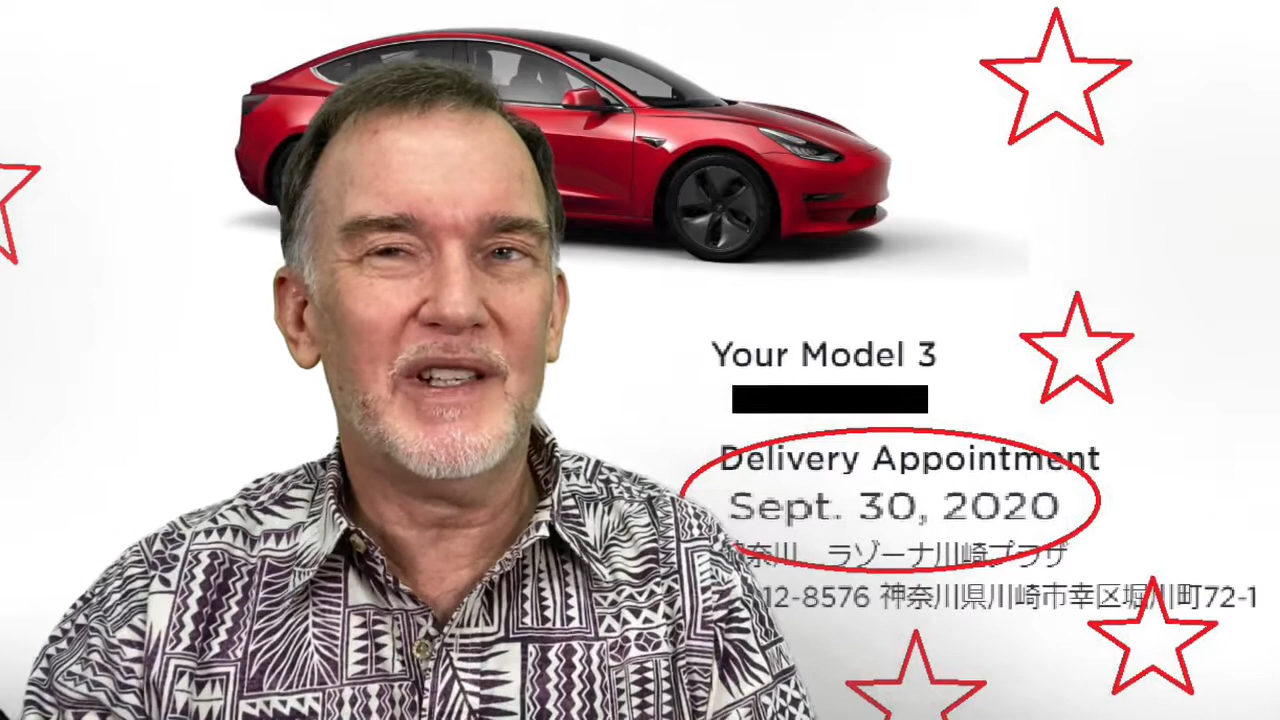 Your Model 3
Delivery Appointment
Sept. 30, 2020
奈川 ラゾーナ川崎プラザ
12-8576 神奈川県川崎市幸区堀川町72-1